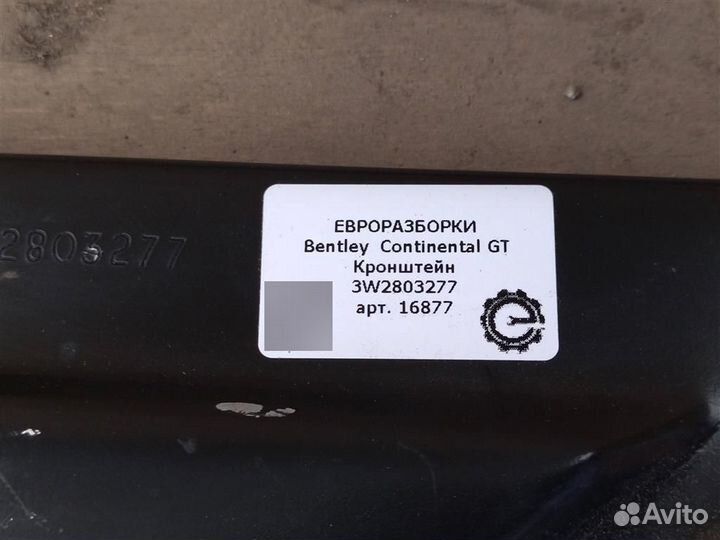 2803277
ЕВРОРАЗБОРКИ
Bentley Continental GT
Кронштейн
3W2803277
арт. 16877
Avito